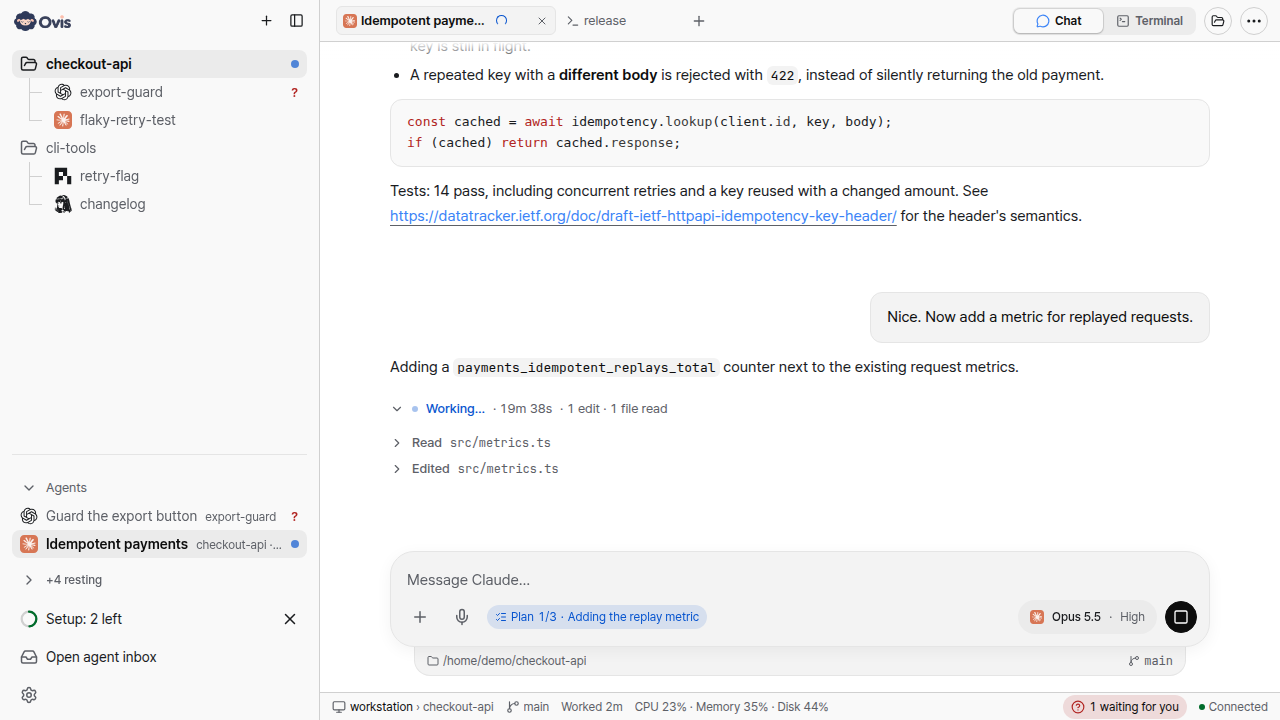 Ovis
checkout-api
export-guard ?
flaky-retry-test
cli-tools
retry-flag
changelog
Agents
Guard the export button export-guard ?
Idempotent payments checkout-api ·...
+4 resting
Setup: 2 left
Open agent inbox
Idempotent payme...
release
Chat
Terminal
key is still in flight.
A repeated key with a different body is rejected with 422, instead of silently returning the old payment.
const cached = await idempotency.lookup(client.id, key, body);
if (cached) return cached.response;
Tests: 14 pass, including concurrent retries and a key reused with a changed amount. See
https://datatracker.ietf.org/doc/draft-ietf-httpapi-idempotency-key-header/ for the header's semantics.
Nice. Now add a metric for replayed requests.
Adding a payments_idempotent_replays_total counter next to the existing request metrics.
Working... · 19m 38s · 1 edit · 1 file read
Read src/metrics.ts
Edited src/metrics.ts
Message Claude...
Plan 1/3 · Adding the replay metric
Opus 5.5 · High
/home/demo/checkout-api
main
workstation › checkout-api
main
Worked 2m
CPU 23% · Memory 35% · Disk 44%
1 waiting for you
Connected